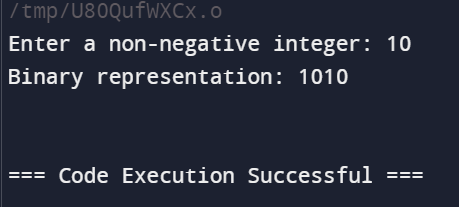 /tmp/U8OQufWXCx.o
Enter a non-negative integer: 10
Binary representation: 1010
=== Code Execution Successful ===